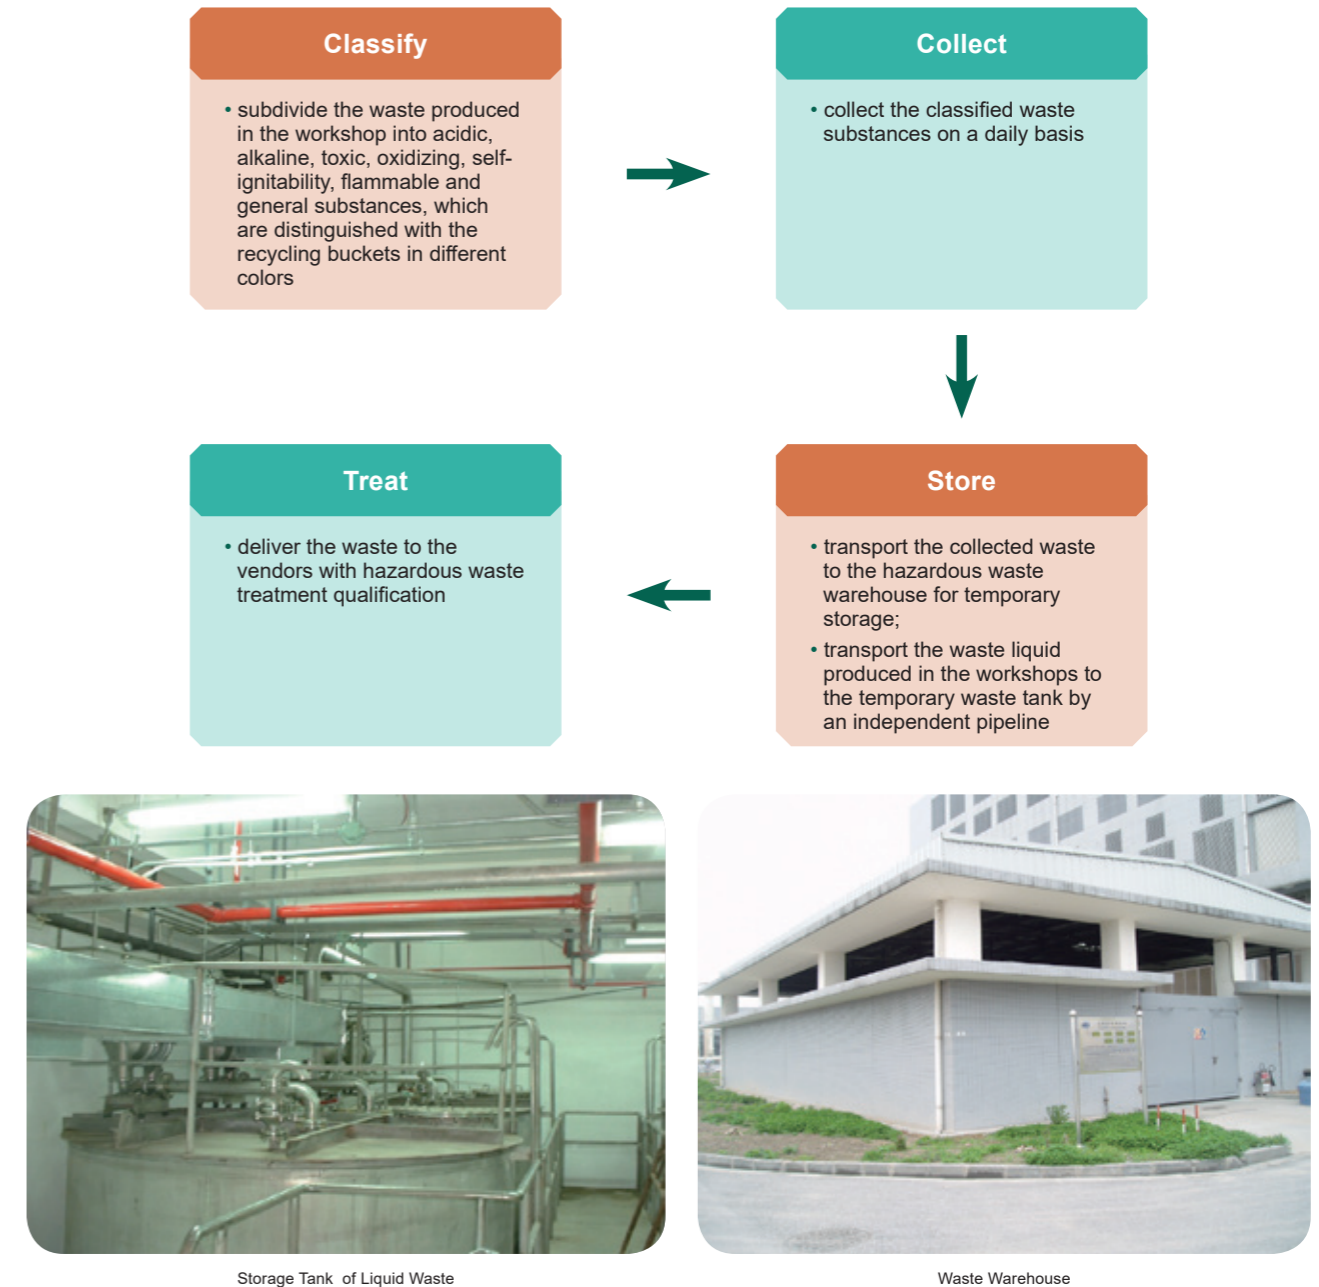 Classify
• subdivide the waste produced
in the workshop into acidic,
alkaline, toxic, oxidizing, self-
ignitability, flammable and
general substances, which
are distinguished with the
recycling buckets in different
colors
Collect
• collect the classified waste
substances on a daily basis
Store
• transport the collected waste
to the hazardous waste
warehouse for temporary
storage;
• transport the waste liquid
produced in the workshops to
the temporary waste tank by
an independent pipeline
Treat
• deliver the waste to the
vendors with hazardous waste
treatment qualification
Storage Tank of Liquid Waste
Waste Warehouse